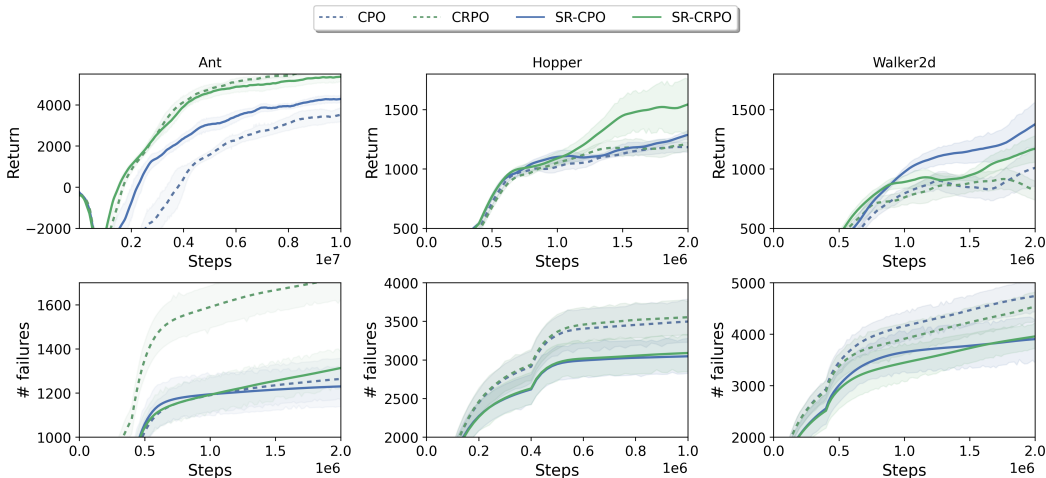 CPO CRPO SR-CPO SR-CRPO
Ant Hopper Walker2d
Return
4000
2000
0
−2000
0.2 0.4 0.6 0.8 1.0
Steps 1e7
Return
1500
1000
500
0.0 0.5 1.0 1.5 2.0
Steps 1e6
Return
1500
1000
500
0.0 0.5 1.0 1.5 2.0
Steps 1e6
# failures
1600
1400
1200
1000
0.0 0.5 1.0 1.5 2.0
Steps 1e6
# failures
4000
3500
3000
2500
2000
0.0 0.2 0.4 0.6 0.8 1.0
Steps 1e6
# failures
5000
4000
3000
2000
0.0 0.5 1.0 1.5 2.0
Steps 1e6